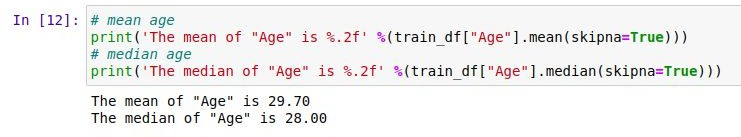 In [12]: # mean age
print('The mean of "Age" is %.2f' %(train_df["Age"].mean(skipna=True)))
# median age
print('The median of "Age" is %.2f' %(train_df["Age"].median(skipna=True)))
The mean of "Age" is 29.70
The median of "Age" is 28.00